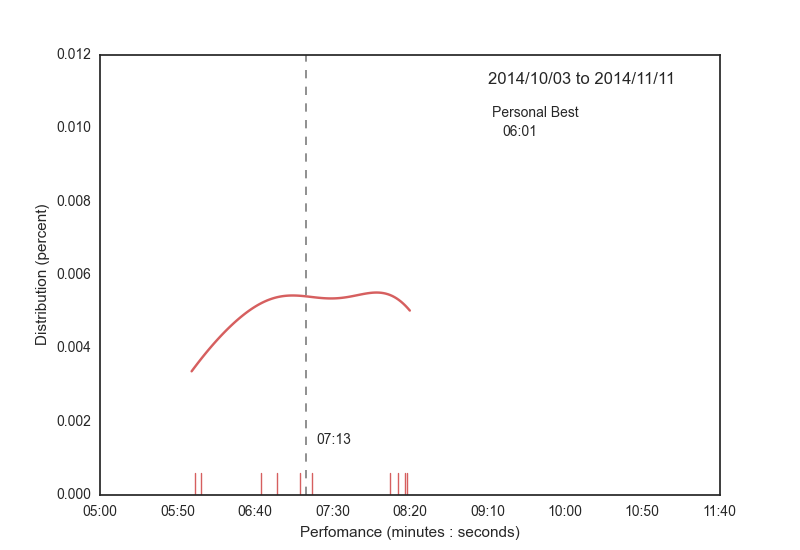 0.012
2014/10/03 to 2014/11/11
Personal Best
06:01
0.010
0.008
0.006
0.004
0.002
0.000
Distribution (percent)
07:13
05:00 05:50 06:40 07:30 08:20 09:10 10:00 10:50 11:40
Perfomance (minutes : seconds)